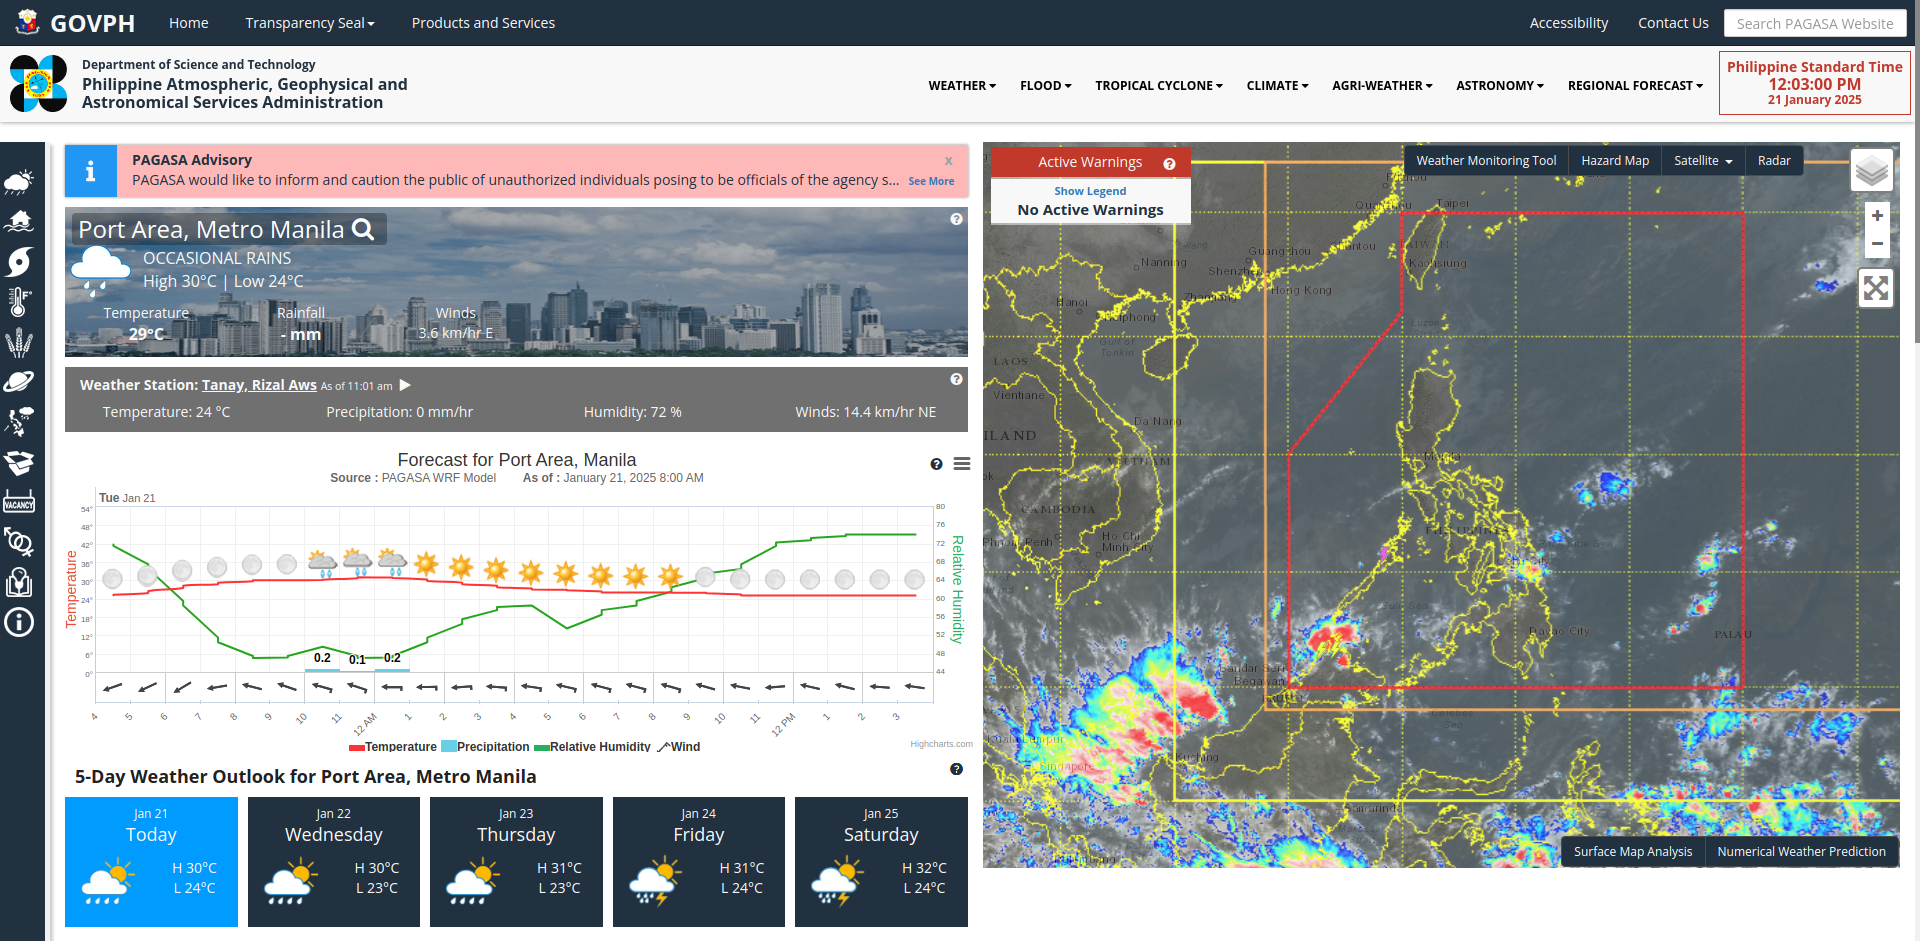 GOVPH Home Transparency Seal Products and Services Accessibility Contact Us Search PAGASA Website
Department of Science and Technology
Philippine Atmospheric, Geophysical and
Astronomical Services Administration
WEATHER FLOOD TROPICAL CYCLONE CLIMATE AGRI-WEATHER ASTRONOMY REGIONAL FORECAST
Philippine Standard Time
12:03:00 PM
21 January 2025
PAGASA Advisory x
PAGASA would like to inform and caution the public of unauthorized individuals posing to be officials of the agency s... See More
Port Area, Metro Manila
OCCASIONAL RAINS
High 30°C | Low 24°C
Temperature Rainfall Winds
29°C - mm 3.6 km/hr E
Weather Station: Tanay, Rizal Aws As of 11:01 am
Temperature: 24 °C Precipitation: 0 mm/hr Humidity: 72 % Winds: 14.4 km/hr NE
VACANCY
Forecast for Port Area, Manila
Source : PAGASA WRF Model As of : January 21, 2025 8:00 AM
Tue Jan 21
Temperature
54°
48°
42°
36°
30°
24°
18°
12°
6°
0°
80
76
72
68
64
60
56
52
48
44
Relative Humidity
0.2 0.1 0.2
4 5 6 7 8 9 10 11 12 AM 1 2 3 4 5 6 7 8 9 10 11 12 PM 1 2 3
Temperature Precipitation Relative Humidity Wind
Highcharts.com
5-Day Weather Outlook for Port Area, Metro Manila
Jan 21
Today
H 30°C
L 24°C
Jan 22
Wednesday
H 30°C
L 23°C
Jan 23
Thursday
H 31°C
L 23°C
Jan 24
Friday
H 31°C
L 24°C
Jan 25
Saturday
H 32°C
L 24°C
Active Warnings
Show Legend
No Active Warnings
Weather Monitoring Tool Hazard Map Satellite Radar
+
−
Taipei
TAIWAN
Kaohsiung
Guangzhou
Nanning
Shenzhen
Hong Kong
Hanoi
Gulf of
Tonkin
LAOS
Vientiane
Da Nang
VIETNAM
CAMBODIA
Ho Chi
Minh City
Manila
Davao City
PALAU
Bandar Seri
Begawan
Kuala Lumpur
Singapore
Kuching
Celebes
Sea
Samarinda
Surface Map Analysis Numerical Weather Prediction